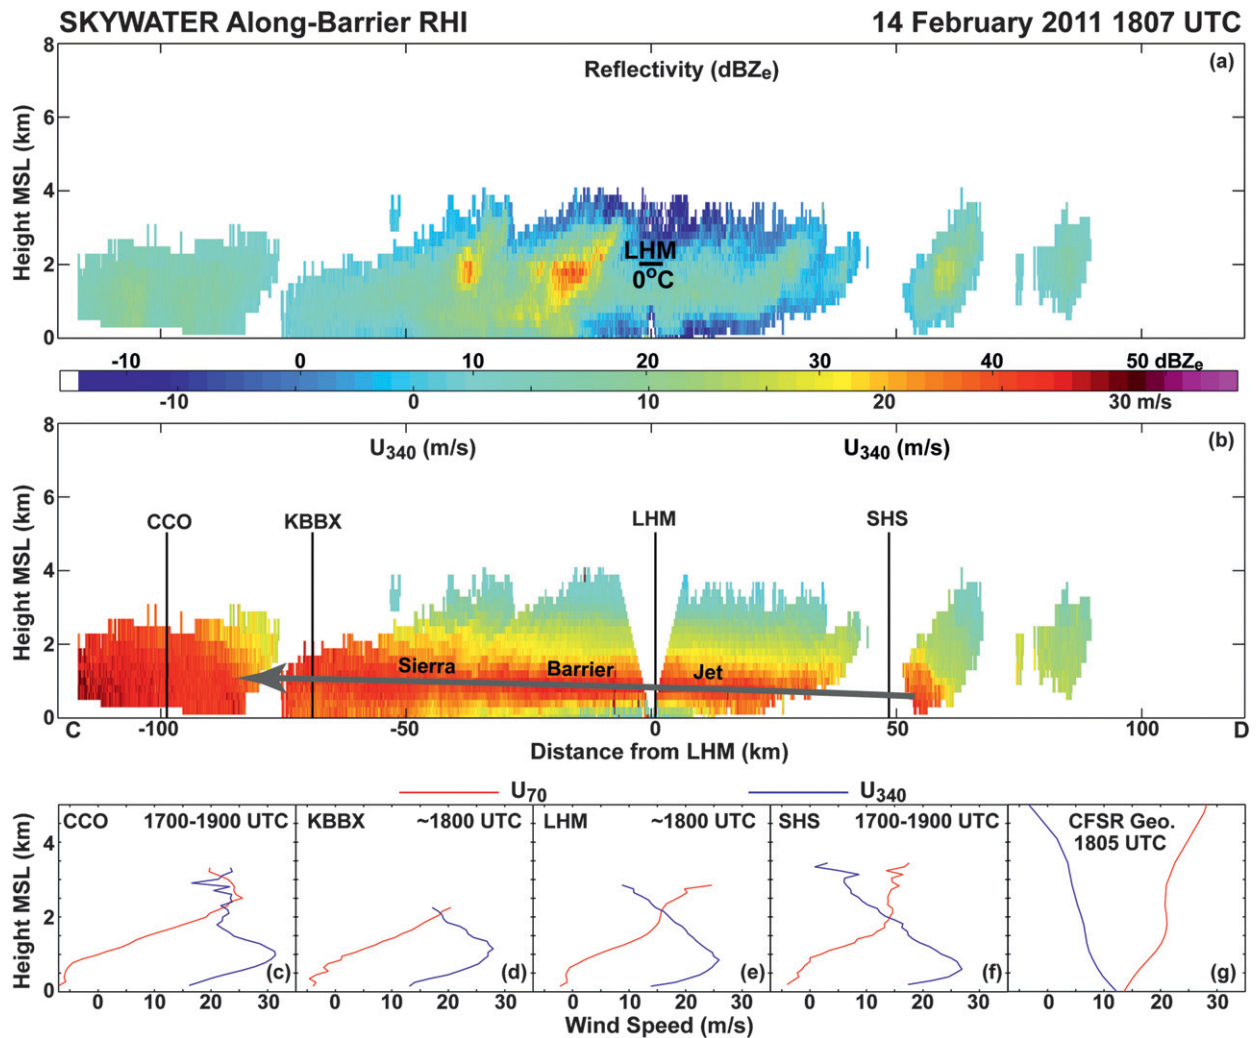 SKYWATER Along-Barrier RHI 14 February 2011 1807 UTC
8 Reflectivity (dBZe) (a)
6
Height MSL (km)
4
LHM
2
0°C
0
-10 0 10 20 30 40 50 dBZe
-10 0 10 20 30 m/s
8 U340 (m/s) U340 (m/s) (b)
6
Height MSL (km)
CCO KBBX LHM SHS
4
2
Sierra Barrier Jet
0
C -100 -50 0 50 100 D
Distance from LHM (km)
U70 U340
CCO 1700-1900 UTC KBBX ~1800 UTC LHM ~1800 UTC SHS 1700-1900 UTC CFSR Geo.
1805 UTC
Height MSL (km)
4
2
(c) (d) (e) (f) (g)
0
0 10 20 30 0 10 20 30 0 10 20 30 0 10 20 30 0 10 20 30
Wind Speed (m/s)